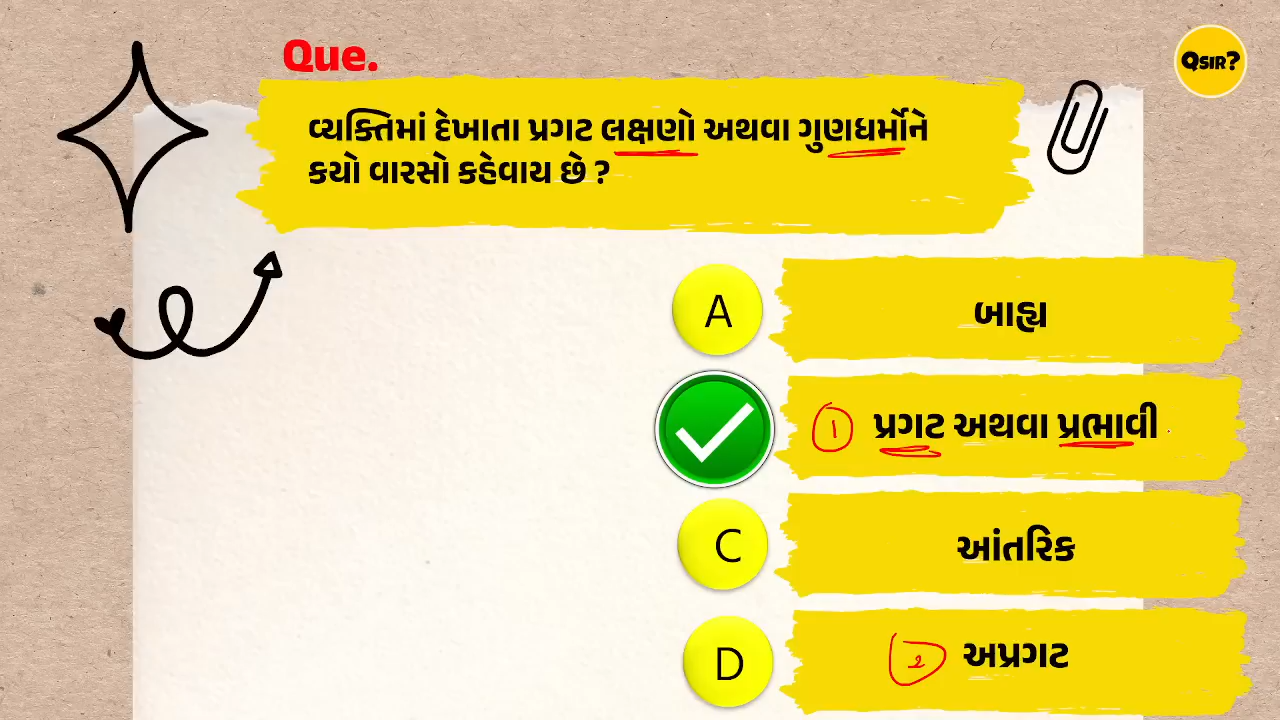 Que.
QSIR?
વ્યક્તિમાં દેખાતા પ્રગટ લક્ષણો અથવા ગુણધર્મોને
કયો વારસો કહેવાય છે ?
A
બાહ્ય
1 પ્રગટ અથવા પ્રભાવી
C
આંતરિક
D
2 અપ્રગટ